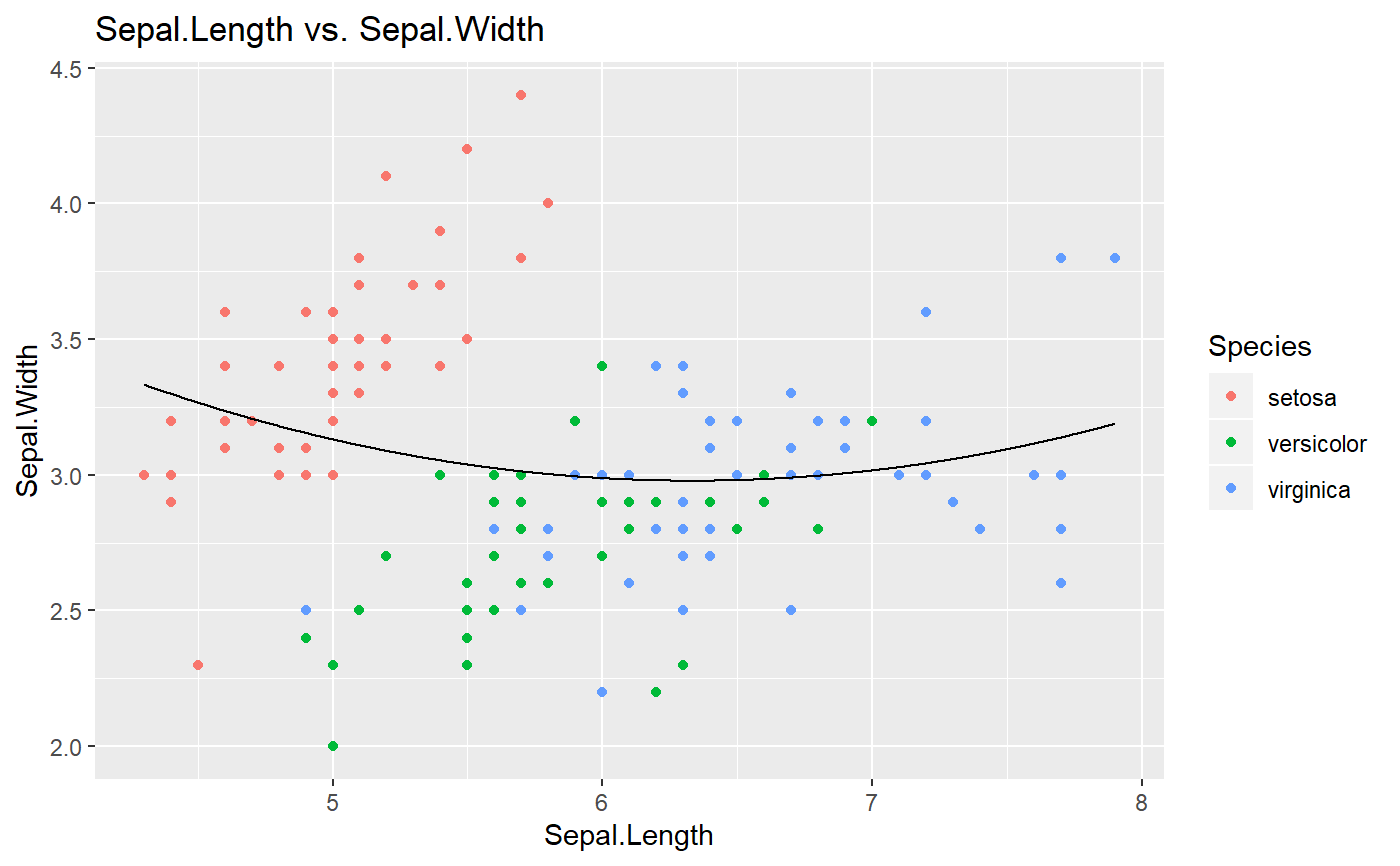 Sepal.Length vs. Sepal.Width
4.5
4.0
3.5
3.0
2.5
2.0
Sepal.Width
5 6 7 8
Sepal.Length
Species
setosa
versicolor
virginica